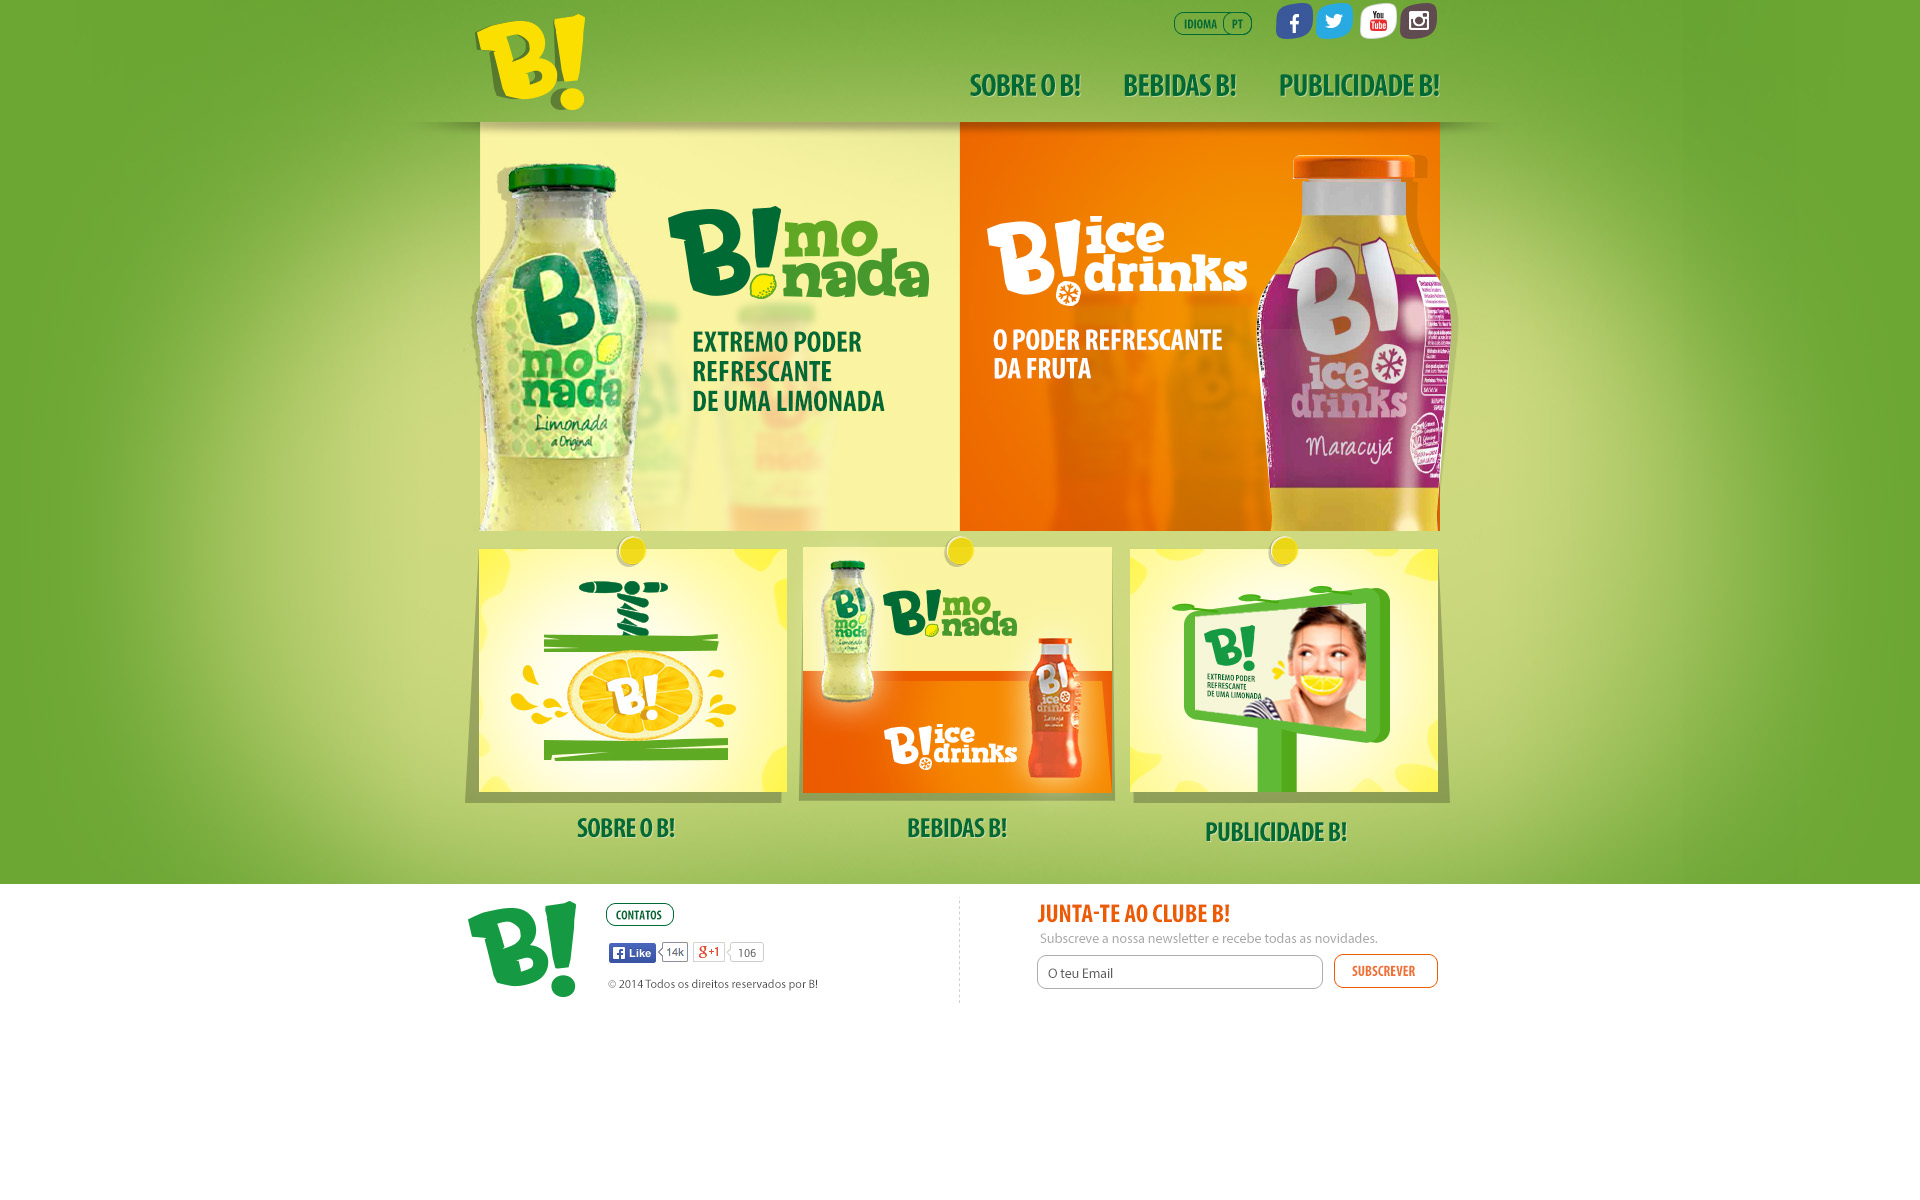 B!
IDIOMA PT
You
Tube
SOBRE O B!
BEBIDAS B!
PUBLICIDADE B!
B!
mo
nada
Limonada
a Original
B! mo
nada
EXTREMO PODER
REFRESCANTE
DE UMA LIMONADA
B! ice
drinks
O PODER REFRESCANTE
DA FRUTA
B!
ice
drinks
Maracujá
B!
B!
mo
nada
Limonada
B! mo
nada
B!
ice
drinks
Laranja
B! ice
drinks
B!
EXTREMO PODER
REFRESCANTE
DE UMA LIMONADA
SOBRE O B!
BEBIDAS B!
PUBLICIDADE B!
B!
CONTATOS
Like 14k g+1 106
© 2014 Todos os direitos reservados por B!
JUNTA-TE AO CLUBE B!
Subscreve a nossa newsletter e recebe todas as novidades.
O teu Email
SUBSCREVER